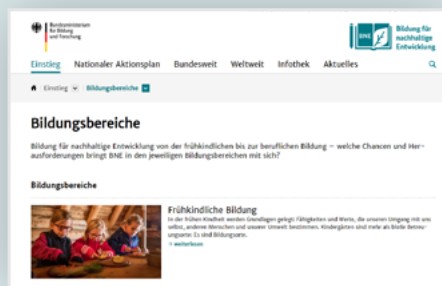 Bundesministerium
für Bildung
und Forschung
BNE
Bildung für
nachhaltige
Entwicklung
Einstieg Nationaler Aktionsplan Bundesweit Weltweit Infothek Aktuelles
Einstieg Bildungsbereiche
Bildungsbereiche
Bildung für nachhaltige Entwicklung von der frühkindlichen bis zur beruflichen Bildung – welche Chancen und Her-
ausforderungen bringt BNE in den jeweiligen Bildungsbereichen mit sich?
Bildungsbereiche
Frühkindliche Bildung
In der frühen Kindheit werden Grundlagen gelegt: Fähigkeiten und Werte, die unseren Umgang mit uns
selbst, anderen Menschen und unserer Umwelt bestimmen. Kindergärten sind mehr als bloße Betreu-
ungsorte: Es sind Bildungsorte.
→ weiterlesen